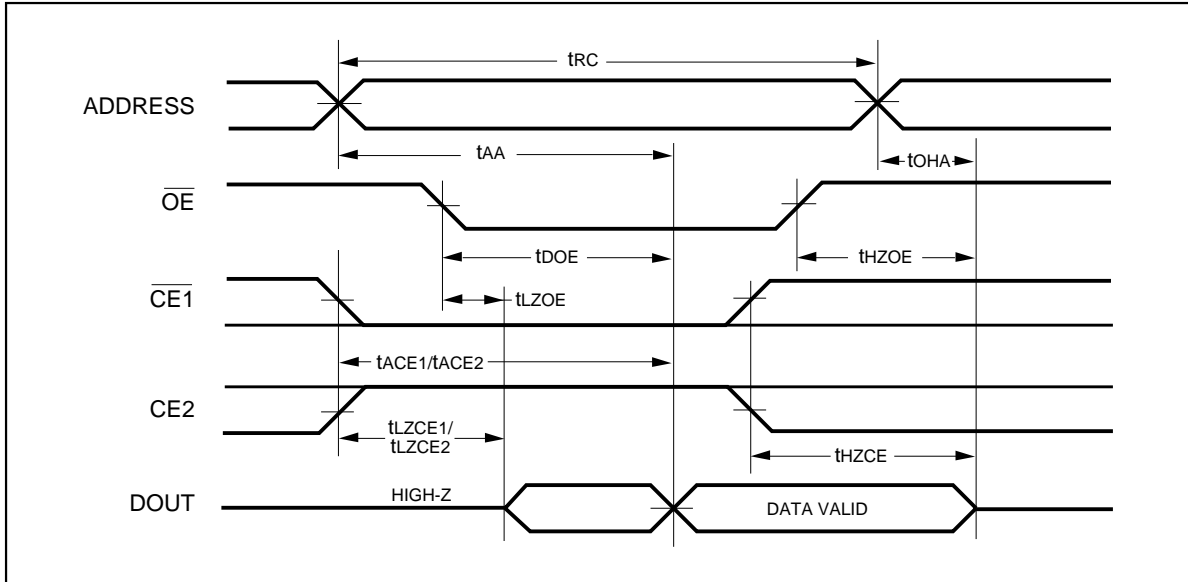 tRC
ADDRESS
tAA
tOHA
OE
tDOE
tHZOE
CE1
tLZOE
tACE1/tACE2
CE2
tLZCE1/
tLZCE2
tHZCE
HIGH-Z
DOUT
DATA VALID